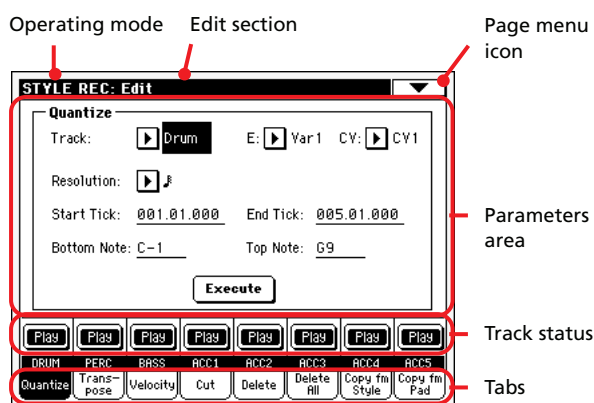 Operating mode Edit section Page menu icon
STYLE REC: Edit
Quantize
Track: Drum E: Var1 CV: CV1
Resolution:
Start Tick: 001.01.000 End Tick: 005.01.000
Bottom Note: C-1 Top Note: G9
Parameters area
Execute
Play Play Play Play Play Play Play Play
Track status
DRUM PERC BASS ACC1 ACC2 ACC3 ACC4 ACC5
Quantize Trans-pose Velocity Cut Delete Delete All Copy fm Style Copy fm Pad
Tabs